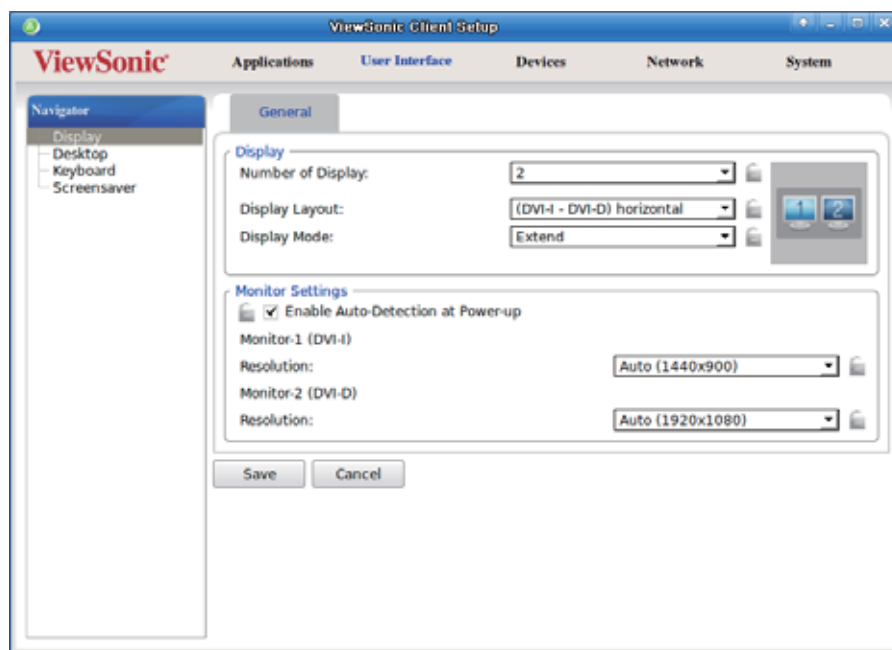 ViewSonic Client Setup
ViewSonic®
Applications User Interface Devices Network System
Navigator
Display
Desktop
Keyboard
Screensaver
General
Display
Number of Display: 2
Display Layout: (DVI-I - DVI-D) horizontal
Display Mode: Extend
1 2
Monitor Settings
Enable Auto-Detection at Power-up
Monitor-1 (DVI-I)
Resolution: Auto (1440x900)
Monitor-2 (DVI-D)
Resolution: Auto (1920x1080)
Save Cancel